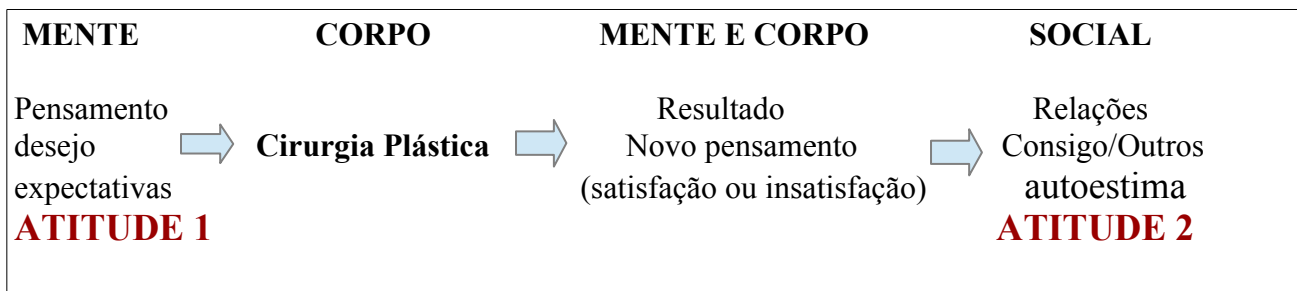 MENTE CORPO MENTE E CORPO SOCIAL
Pensamento Resultado Relações
desejo Cirurgia Plástica Novo pensamento Consigo/Outros
expectativas (satisfação ou insatisfação) autoestima
ATITUDE 1 ATITUDE 2